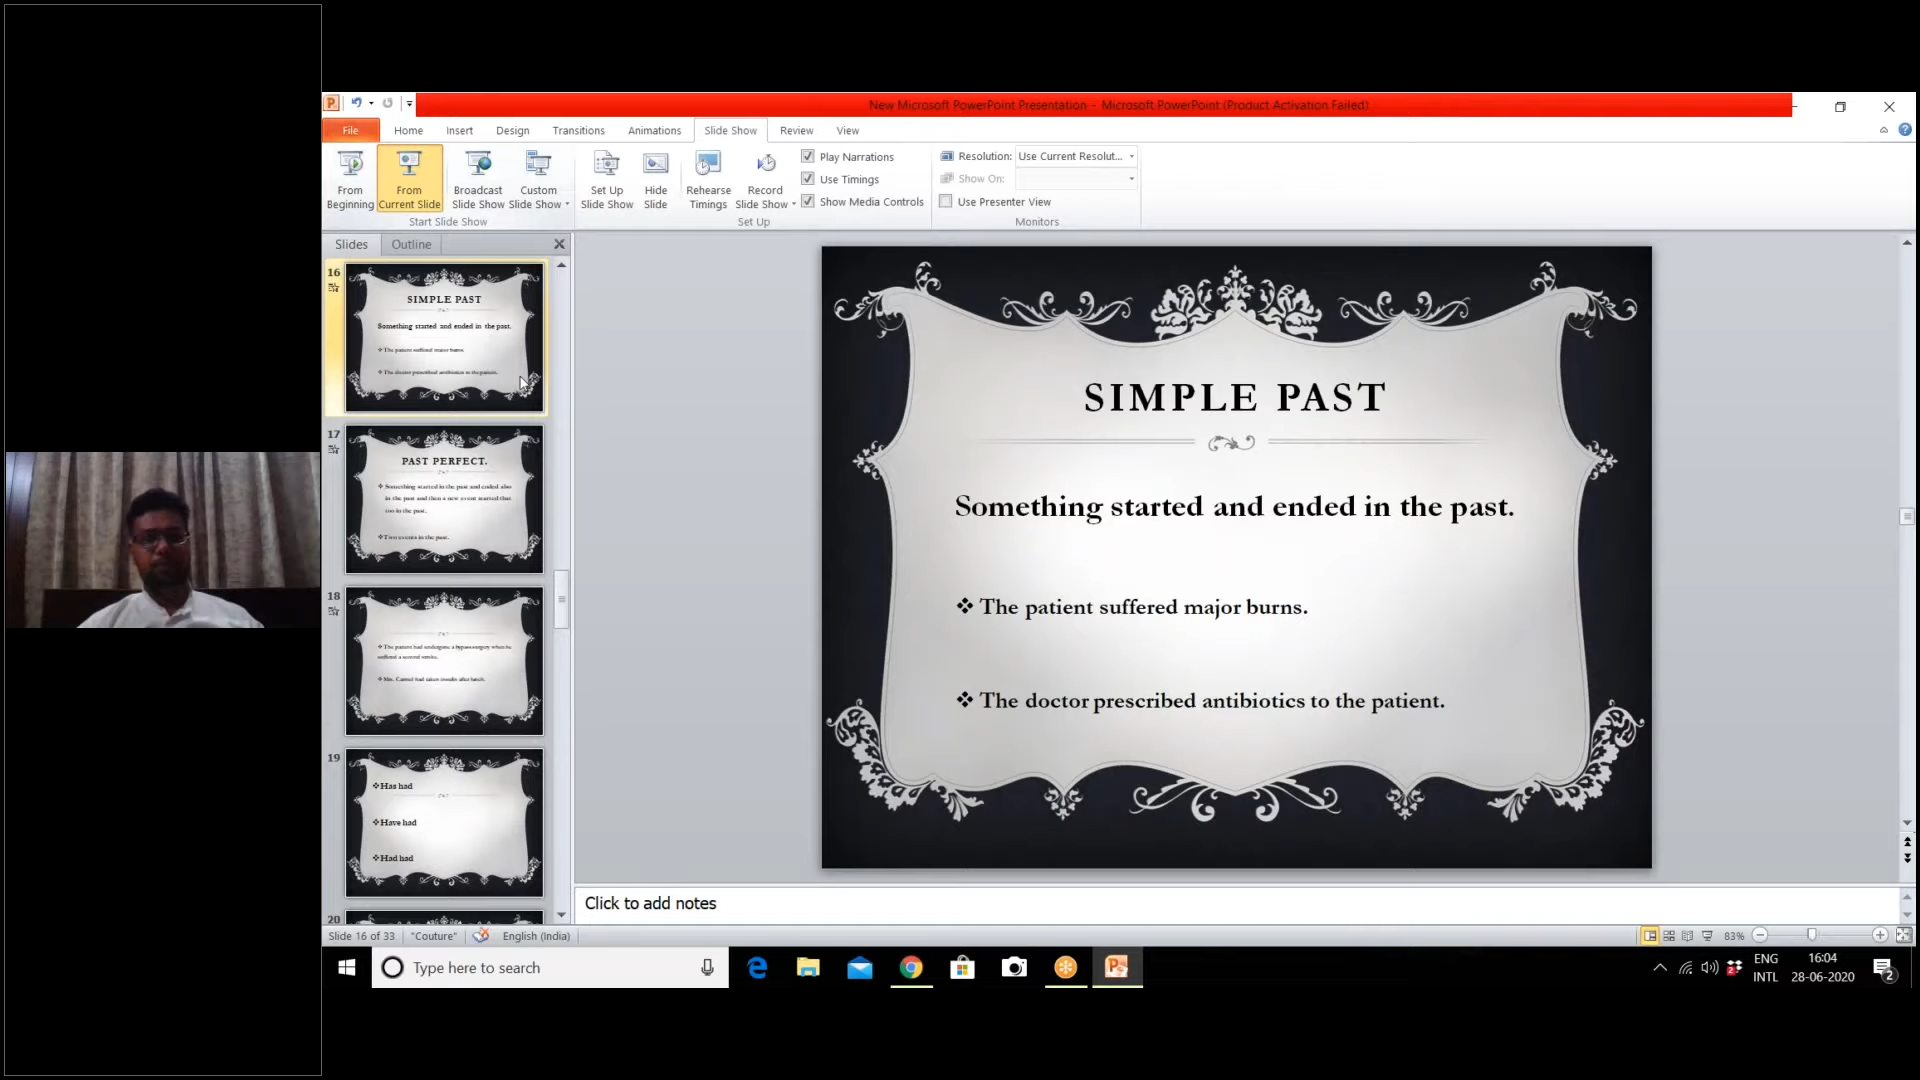 New Microsoft PowerPoint Presentation - Microsoft PowerPoint (Product Activation Failed)
File Home Insert Design Transitions Animations Slide Show Review View
From Beginning
From Current Slide
Broadcast Slide Show
Custom Slide Show
Start Slide Show
Set Up Slide Show
Hide Slide
Rehearse Timings
Record Slide Show
Play Narrations
Use Timings
Show Media Controls
Set Up
Resolution: Use Current Resolut...
Show On:
Use Presenter View
Monitors
Slides Outline
16
SIMPLE PAST
Something started and ended in the past.
The patient suffered major burns.
The doctor prescribed antibiotics to the patient.
17
PAST PERFECT.
Something started in the past and ended also
in the past and then a new event started that
too in the past.
Two events in the past.
18
The patient had undergone a bypass surgery when he
suffered a second stroke.
Mrs. Carmel had taken insulin after lunch.
19
Has had
Have had
Had had
20
SIMPLE PAST
Something started and ended in the past.
❖ The patient suffered major burns.
❖ The doctor prescribed antibiotics to the patient.
Click to add notes
Slide 16 of 33 "Couture" English (India) 83%
Type here to search
ENG
INTL
16:04
28-06-2020
2